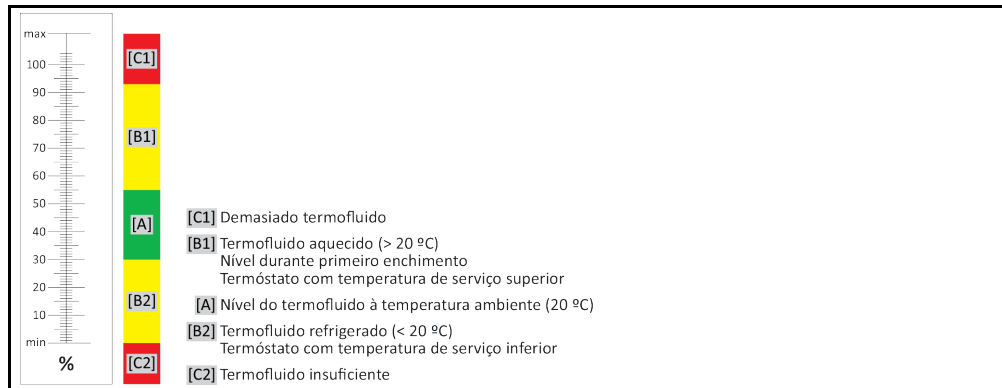 max
100
90
80
70
60
50
40
30
20
10
min
%
[C1]
[B1]
[A]
[B2]
[C2]
[C1] Demasiado termofluido
[B1] Termofluido aquecido (> 20 ºC)
Nível durante primeiro enchimento
Termóstato com temperatura de serviço superior
[A] Nível do termofluido à temperatura ambiente (20 ºC)
[B2] Termofluido refrigerado (< 20 ºC)
Termóstato com temperatura de serviço inferior
[C2] Termofluido insuficiente